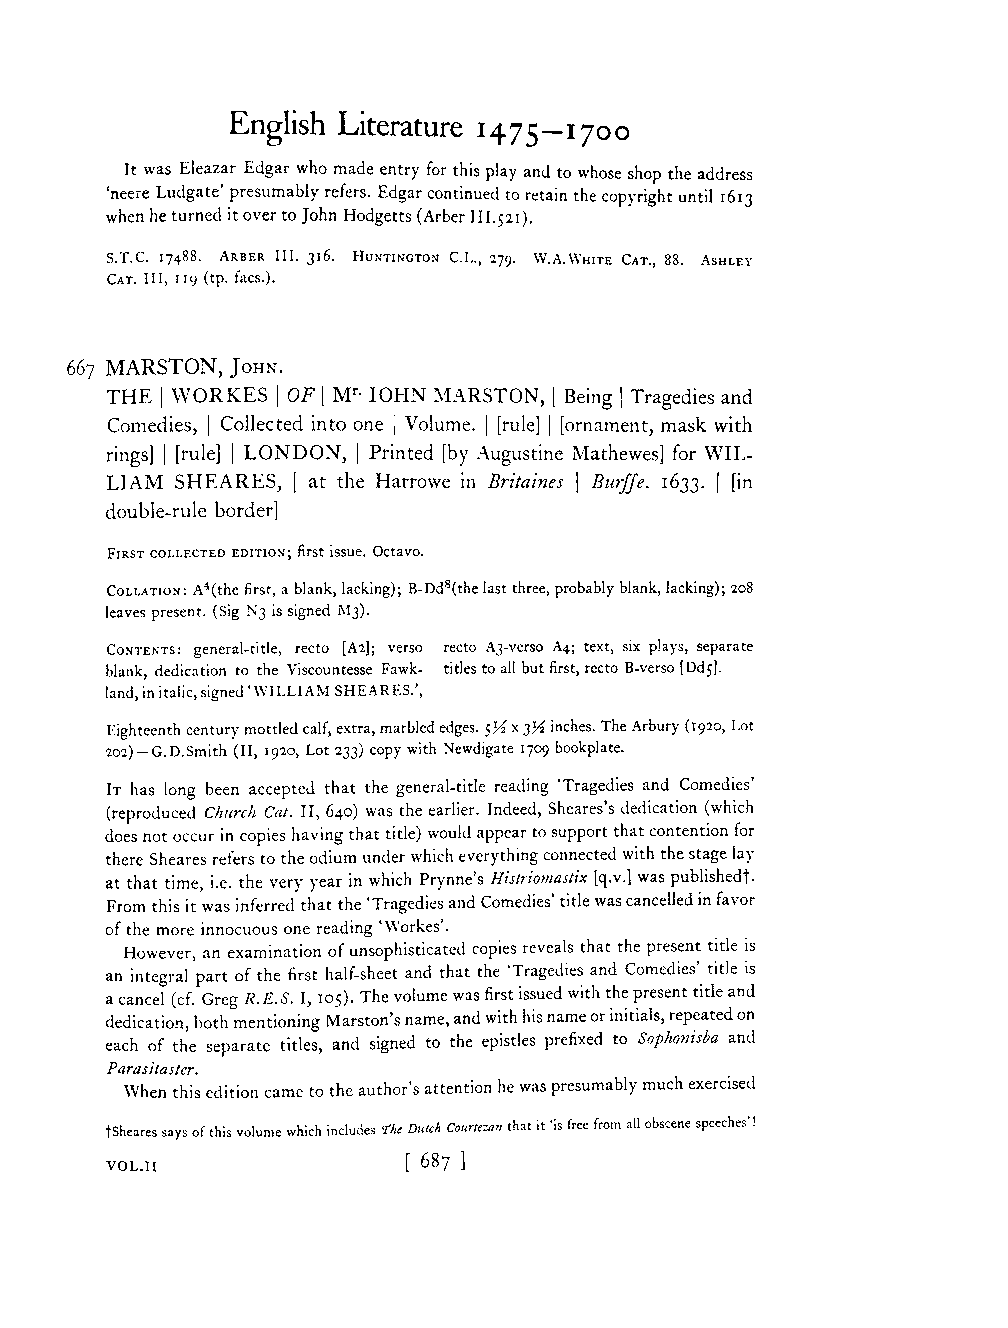 English Literature 1475–1700
It was Eleazar Edgar who made entry for this play and to whose shop the address
'neere Ludgate' presumably refers. Edgar continued to retain the copyright until 1613
when he turned it over to John Hodgetts (Arber III.521).
S.T.C. 17488. Arber III. 316. Huntington C.L., 279. W.A.White Cat., 88. Ashley
Cat. III, 119 (tp. facs.).
667 MARSTON, John.
THE | WORKES | OF | Mr. IOHN MARSTON, | Being | Tragedies and
Comedies, | Collected into one | Volume. | [rule] | [ornament, mask with
rings] | [rule] | LONDON, | Printed [by Augustine Mathewes] for WIL-
LIAM SHEARES, | at the Harrowe in Britaines | Bursse. 1633. | [in
double-rule border]
First collected edition; first issue. Octavo.
Collation: A⁴(the first, a blank, lacking); B-Dd⁸(the last three, probably blank, lacking); 208
leaves present. (Sig N3 is signed M3).
Contents: general-title, recto [A2]; verso
blank, dedication to the Viscountesse Fawk-
land, in italic, signed 'WILLIAM SHEARES.',
recto A3-verso A4; text, six plays, separate
titles to all but first, recto B-verso [Dd5].
Eighteenth century mottled calf, extra, marbled edges. 5½ x 3½ inches. The Arbury (1920, Lot
202)—G.D.Smith (II, 1920, Lot 233) copy with Newdigate 1709 bookplate.
It has long been accepted that the general-title reading 'Tragedies and Comedies'
(reproduced Church Cat. II, 640) was the earlier. Indeed, Sheares's dedication (which
does not occur in copies having that title) would appear to support that contention for
there Sheares refers to the odium under which everything connected with the stage lay
at that time, i.e. the very year in which Prynne's Histriomastix [q.v.] was published†.
From this it was inferred that the 'Tragedies and Comedies' title was cancelled in favor
of the more innocuous one reading 'Workes'.
However, an examination of unsophisticated copies reveals that the present title is
an integral part of the first half-sheet and that the 'Tragedies and Comedies' title is
a cancel (cf. Greg R.E.S. I, 105). The volume was first issued with the present title and
dedication, both mentioning Marston's name, and with his name or initials, repeated on
each of the separate titles, and signed to the epistles prefixed to Sophonisba and
Parasitaster.
When this edition came to the author's attention he was presumably much exercised
†Sheares says of this volume which includes The Dutch Courtezan that it 'is free from all obscene speeches'!
VOL.II [ 687 ]